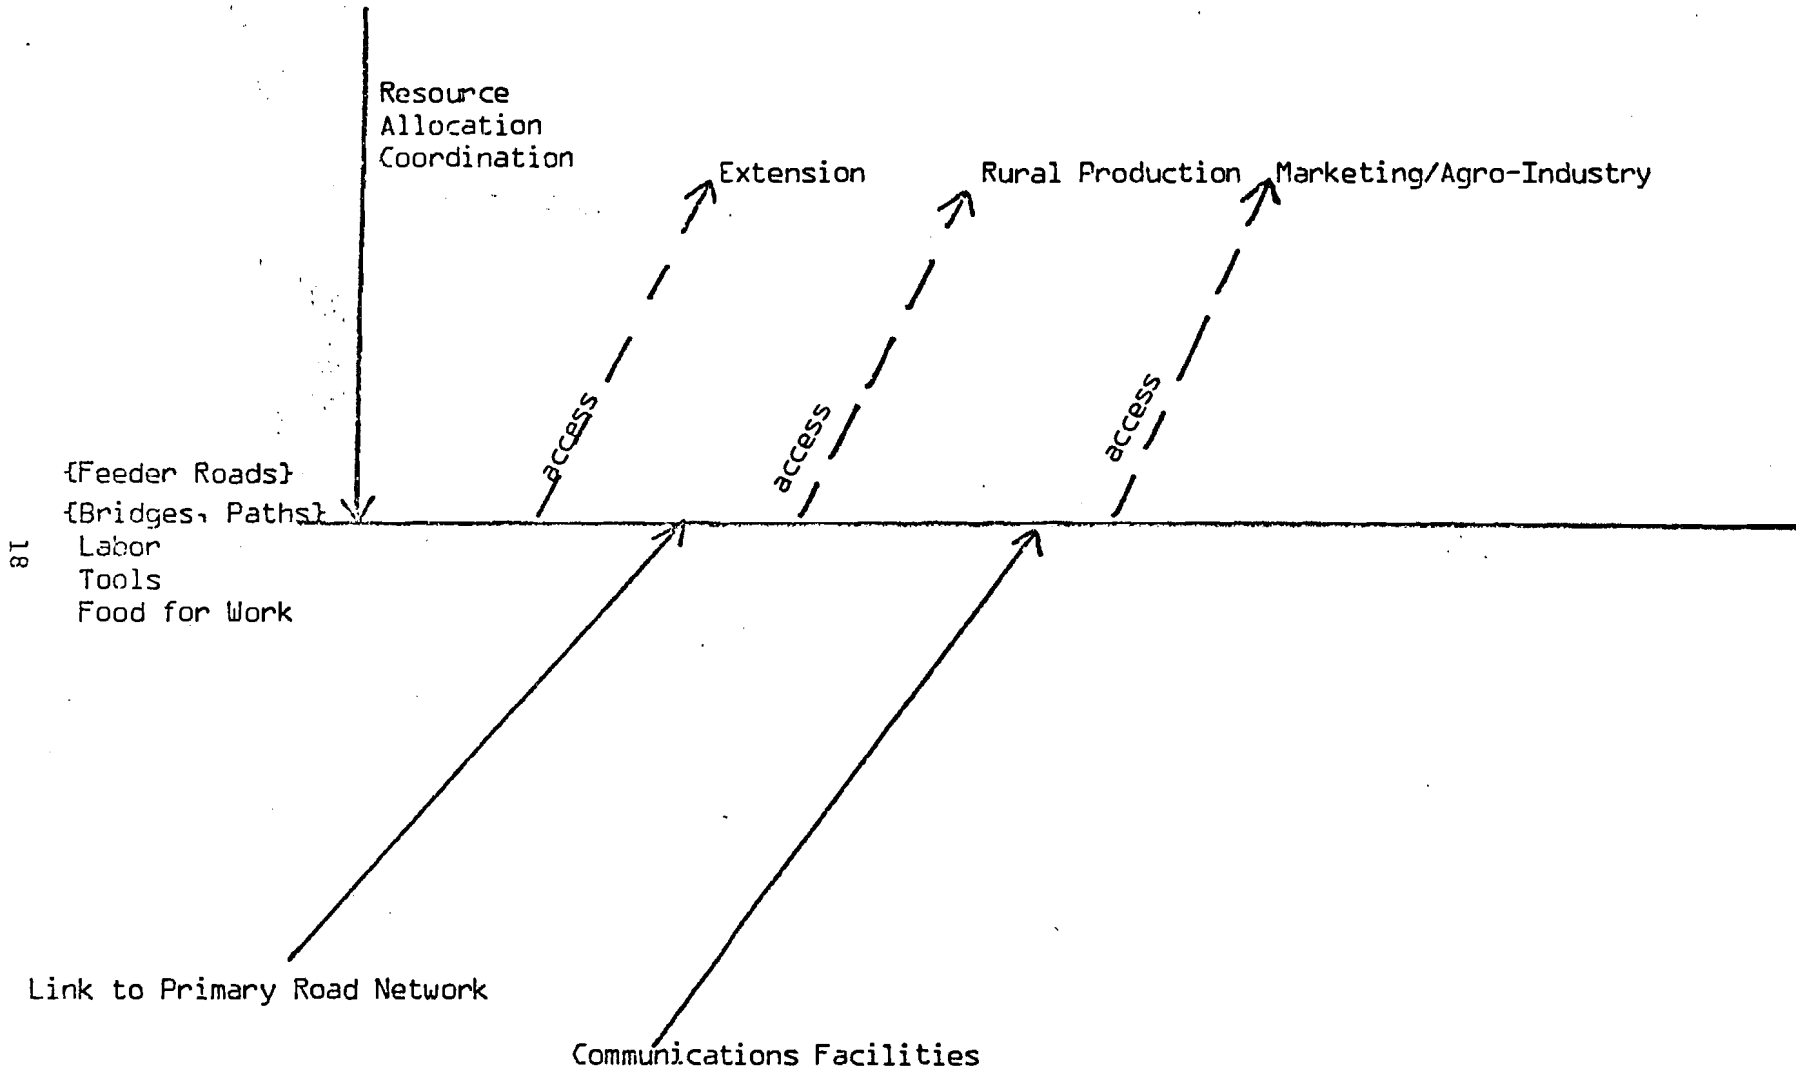 Resource
Allocation
Coordination
Extension
Rural Production
Marketing/Agro-Industry
access
access
access
{Feeder Roads}
{Bridges, Paths}
Labor
Tools
Food for Work
18
Link to Primary Road Network
Communications Facilities